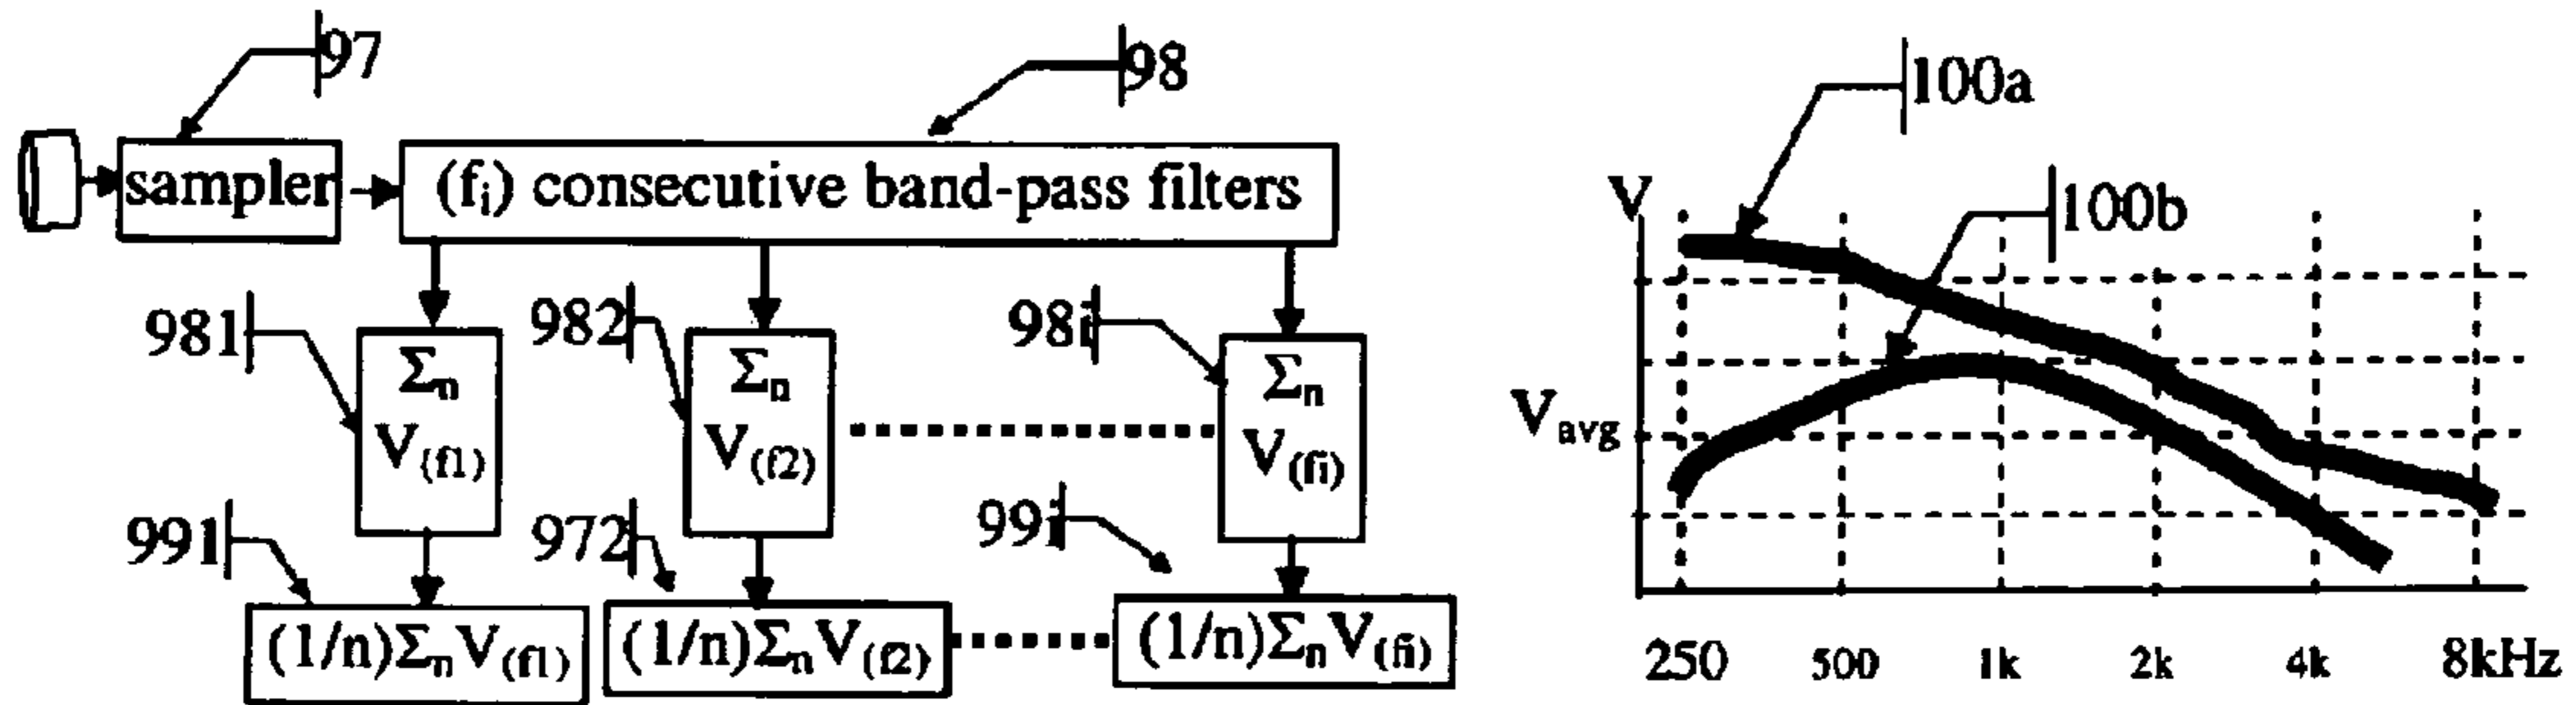 97
98
sampler
(fᵢ) consecutive band-pass filters
981
Σₙ
V(f1)
982
Σₙ
V(f2)
98i
Σₙ
V(fi)
991
(1/n)ΣₙV(f1)
972
(1/n)ΣₙV(f2)
99i
(1/n)ΣₙV(fi)
100a
100b
V
Vavg
250 500 1k 2k 4k 8kHz